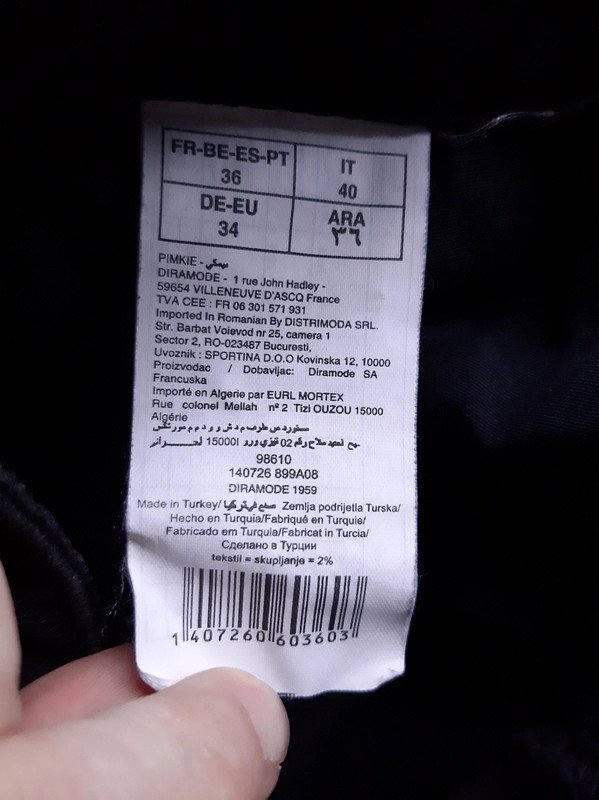 FR-BE-ES-PT
36
IT
40
DE-EU
34
ARA
٣٦
PIMKIE - بيمكي
DIRAMODE - 1 rue John Hadley -
59654 VILLENEUVE D'ASCQ France
TVA CEE : FR 06 301 571 931
Imported In Romanian By DISTRIMODA SRL.
Str. Barbat Voievod nr 25, camera 1
Sector 2, RO-023487 Bucuresti,
Uvoznik : SPORTINA D.O.O Kovinska 12, 10000
Proizvodac / Dobavljac: Diramode SA
Francuska
Importé en Algerie par EURL MORTEX
Rue colonel Mellah nº 2 Tizi OUZOU 15000
Algérie
02 15000
98610
140726 899A08
DIRAMODE 1959
Made in Turkey/ صنع في تركيا Zemlja podrijetla Turska/
Hecho en Turquia/Fabriqué en Turquie/
Fabricado em Turquia/Fabricat in Turcia/
Сделано в Турции
tekstil = skupljanje = 2%
1 407260 603603